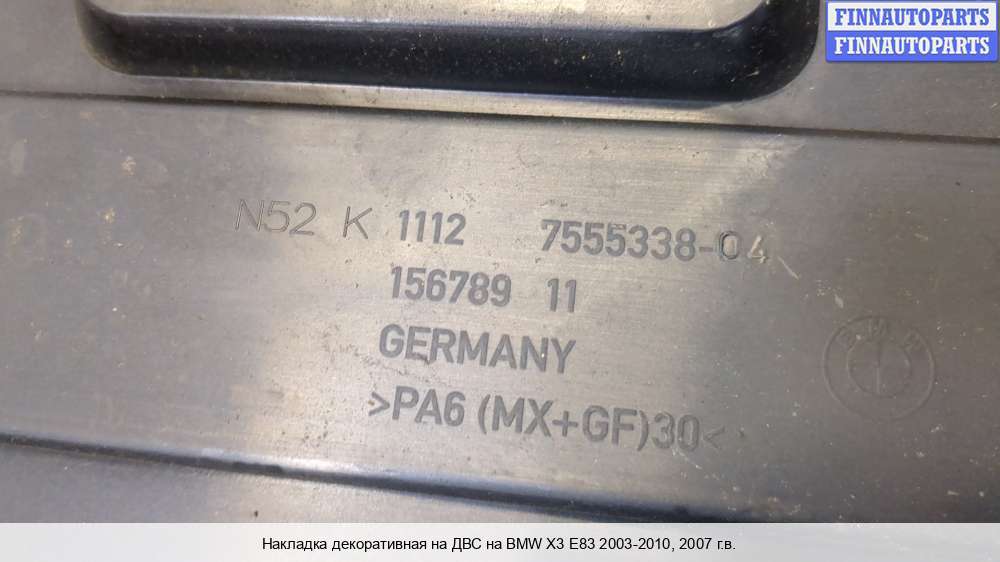 FINNAUTOPARTS
FINNAUTOPARTS
N52 K 1112 7555338-04
156789 11
GERMANY
>PA6 (MX+GF)30<
BMW
Накладка декоративная на ДВС на BMW X3 E83 2003-2010, 2007 г.в.